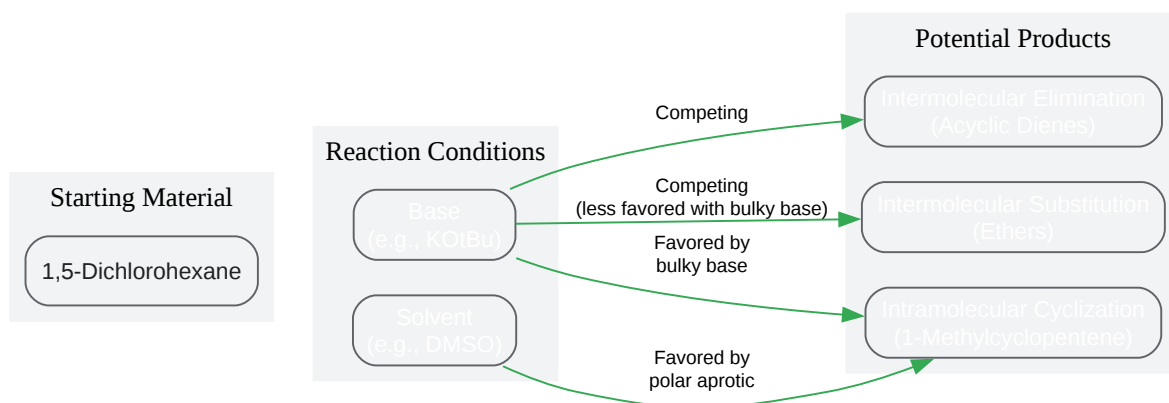 Starting Material
1,5-Dichlorohexane
Reaction Conditions
Base
(e.g., KOtBu)
Solvent
(e.g., DMSO)
Competing
Competing
(less favored with bulky base)
Favored by
bulky base
Favored by
polar aprotic
Potential Products
Intermolecular Elimination
(Acyclic Dienes)
Intermolecular Substitution
(Ethers)
Intramolecular Cyclization
(1-Methylcyclopentene)